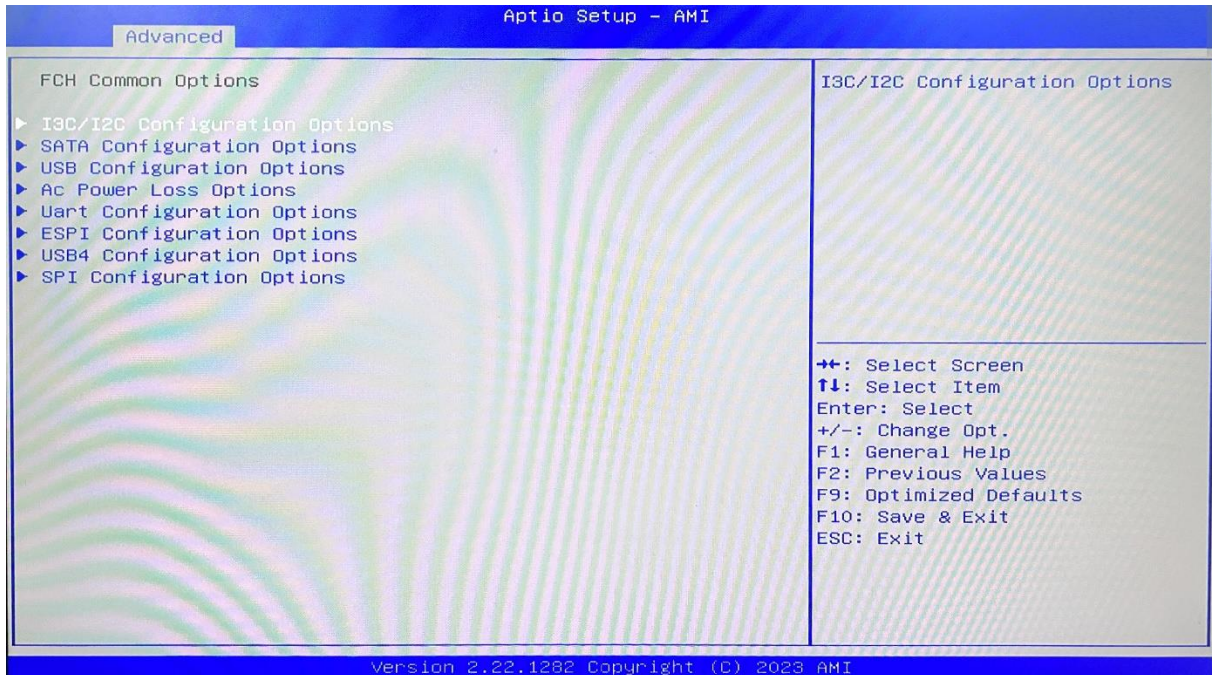 Aptio Setup – AMI
Advanced
FCH Common Options
▶ I3C/I2C Configuration Options
▶ SATA Configuration Options
▶ USB Configuration Options
▶ Ac Power Loss Options
▶ Uart Configuration Options
▶ ESPI Configuration Options
▶ USB4 Configuration Options
▶ SPI Configuration Options
I3C/I2C Configuration Options
→←: Select Screen
↑↓: Select Item
Enter: Select
+/-: Change Opt.
F1: General Help
F2: Previous Values
F9: Optimized Defaults
F10: Save & Exit
ESC: Exit
Version 2.22.1282 Copyright (C) 2023 AMI